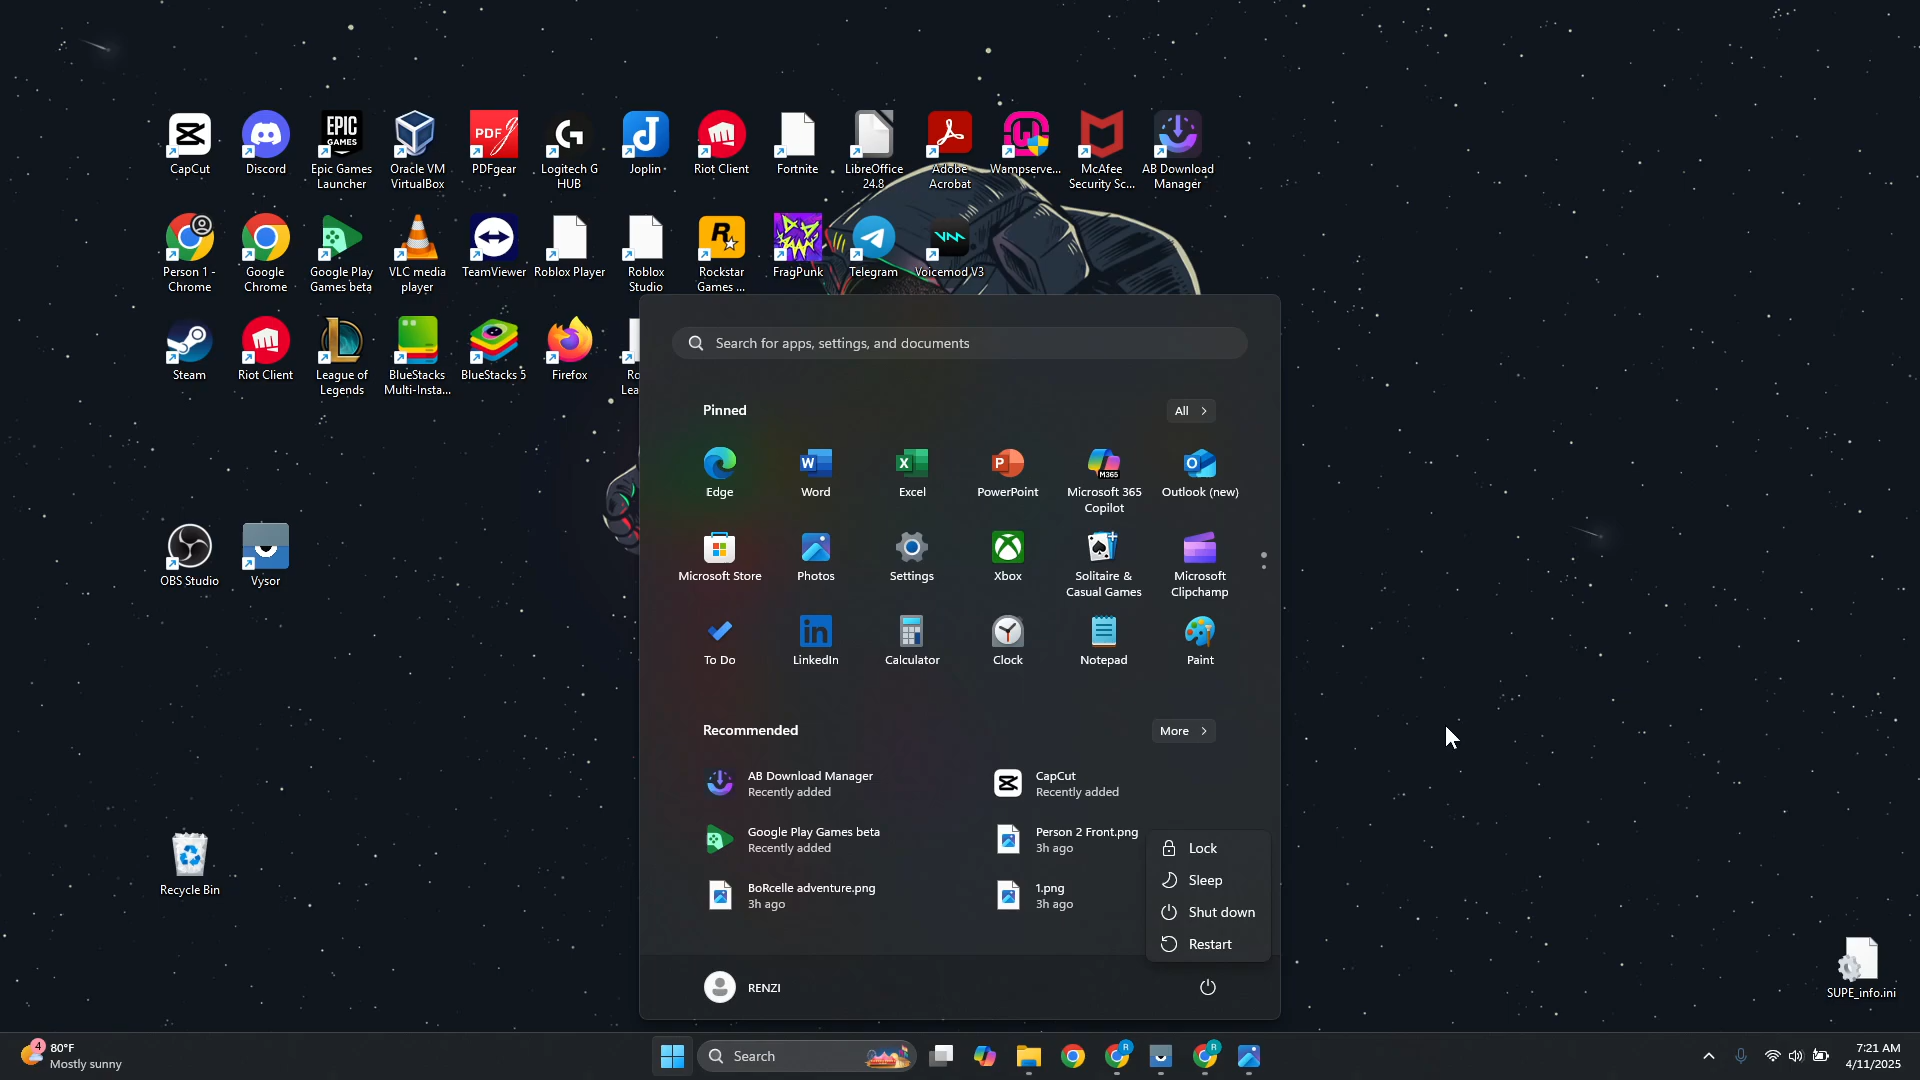 CapCut
Discord
Epic Games
Launcher
Oracle VM
VirtualBox
PDFgear
Logitech G
HUB
Joplin
Riot Client
Fortnite
LibreOffice
24.8
Adobe
Acrobat
Wampserve...
McAfee
Security Sc...
AB Download
Manager
Person 1 -
Chrome
Google
Chrome
Google Play
Games beta
VLC media
player
TeamViewer
Roblox Player
Roblox
Studio
Rockstar
Games ...
FragPunk
Telegram
Voicemod V3
Steam
Riot Client
League of
Legends
BlueStacks
Multi-Insta...
BlueStacks 5
Firefox
OBS Studio
Vysor
Recycle Bin
SUPE_info.ini
Search for apps, settings, and documents
Pinned
All
Edge
Word
Excel
PowerPoint
Microsoft 365
Copilot
Outlook (new)
Microsoft Store
Photos
Settings
Xbox
Solitaire &
Casual Games
Microsoft
Clipchamp
To Do
LinkedIn
Calculator
Clock
Notepad
Paint
Recommended
More
AB Download Manager
Recently added
CapCut
Recently added
Google Play Games beta
Recently added
Person 2 Front.png
3h ago
BoRcelle adventure.png
3h ago
1.png
3h ago
Lock
Sleep
Shut down
Restart
RENZI
4
80°F
Mostly sunny
Search
7:21 AM
4/11/2025